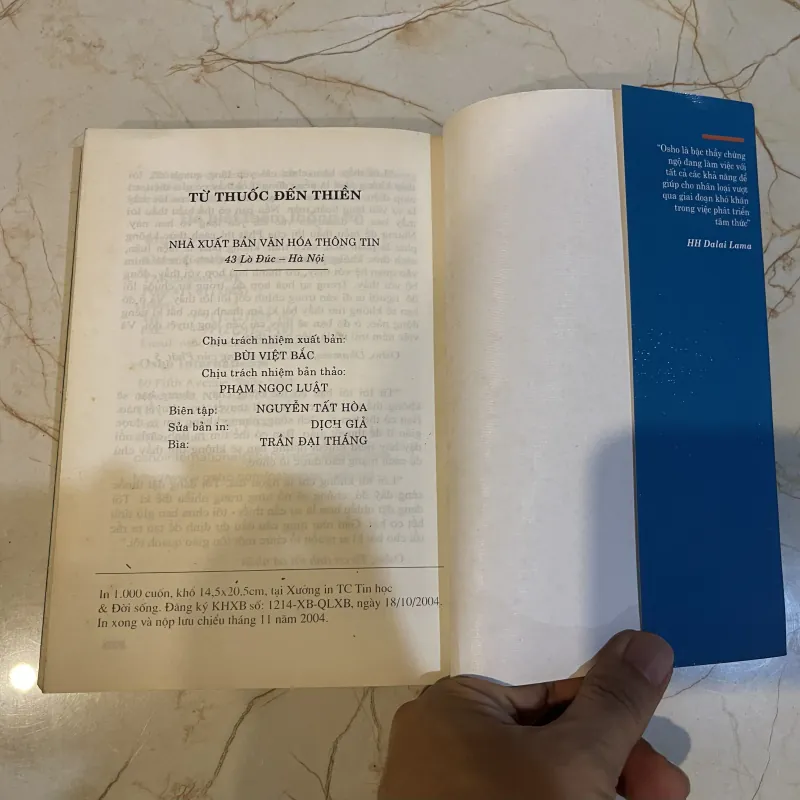 TỪ THUỐC ĐẾN THIỀN
NHÀ XUẤT BẢN VĂN HÓA THÔNG TIN
43 Lò Đúc – Hà Nội
Chịu trách nhiệm xuất bản:
BÙI VIỆT BẮC
Chịu trách nhiệm bản thảo:
PHẠM NGỌC LUẬT
Biên tập: NGUYỄN TẤT HÒA
Sửa bản in: DỊCH GIẢ
Bìa: TRẦN ĐẠI THẮNG
In 1.000 cuốn, khổ 14,5x20,5cm, tại Xưởng in TC Tin học
& Đời sống. Đăng ký KHXB số: 1214-XB-QLXB, ngày 18/10/2004.
In xong và nộp lưu chiểu tháng 11 năm 2004.
"Osho là bậc thầy chứng
ngộ đang làm việc với
tất cả các khả năng để
giúp cho nhân loại vượt
qua giai đoạn khó khăn
trong việc phát triển
tâm thức"
HH Dalai Lama